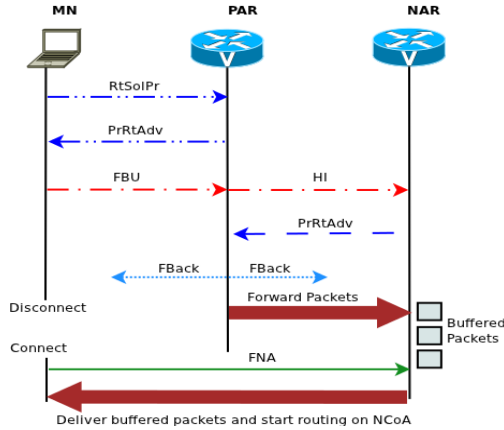 MN PAR NAR
RtSolPr
PrRtAdv
FBU HI
PrRtAdv
FBack FBack
Disconnect
Forward Packets
Buffered
Packets
Connect
FNA
Deliver buffered packets and start routing on NCoA